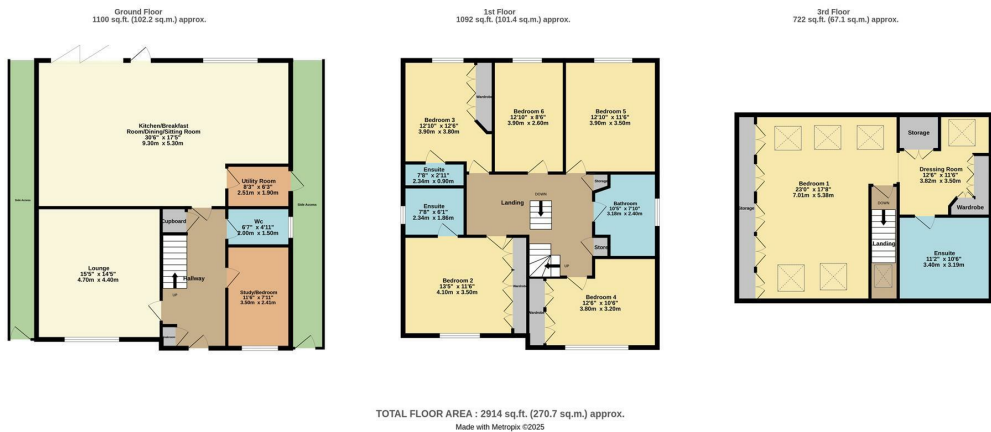 Ground Floor
1100 sq.ft. (102.2 sq.m.) approx.
Kitchen/Breakfast
Room/Dining/Sitting Room
30'6" x 17'5"
9.30m x 5.30m
Utility Room
8'3" x 6'3"
2.51m x 1.90m
Side Access
Side Access
Cupboard
Wc
6'7" x 4'11"
2.00m x 1.50m
Hallway
Lounge
15'5" x 14'5"
4.70m x 4.40m
UP
Study/Bedroom
11'6" x 7'11"
3.50m x 2.41m
1st Floor
1092 sq.ft. (101.4 sq.m.) approx.
Bedroom 3
12'10" x 12'6"
3.90m x 3.80m
Wardrobe
Bedroom 6
12'10" x 8'6"
3.90m x 2.60m
Bedroom 5
12'10" x 11'6"
3.90m x 3.50m
Ensuite
7'8" x 2'11"
2.34m x 0.90m
Ensuite
7'8" x 6'1"
2.34m x 1.86m
Landing
DOWN
Storage
Bathroom
10'5" x 7'10"
3.18m x 2.40m
Store
UP
Bedroom 2
13'5" x 11'6"
4.10m x 3.50m
Wardrobe
Wardrobe
Bedroom 4
12'6" x 10'6"
3.80m x 3.20m
3rd Floor
722 sq.ft. (67.1 sq.m.) approx.
Storage
Bedroom 1
23'0" x 17'8"
7.01m x 5.38m
Storage
Dressing Room
12'6" x 11'6"
3.82m x 3.50m
Wardrobe
DOWN
Landing
Ensuite
11'2" x 10'6"
3.40m x 3.19m
TOTAL FLOOR AREA : 2914 sq.ft. (270.7 sq.m.) approx.
Made with Metropix ©2025